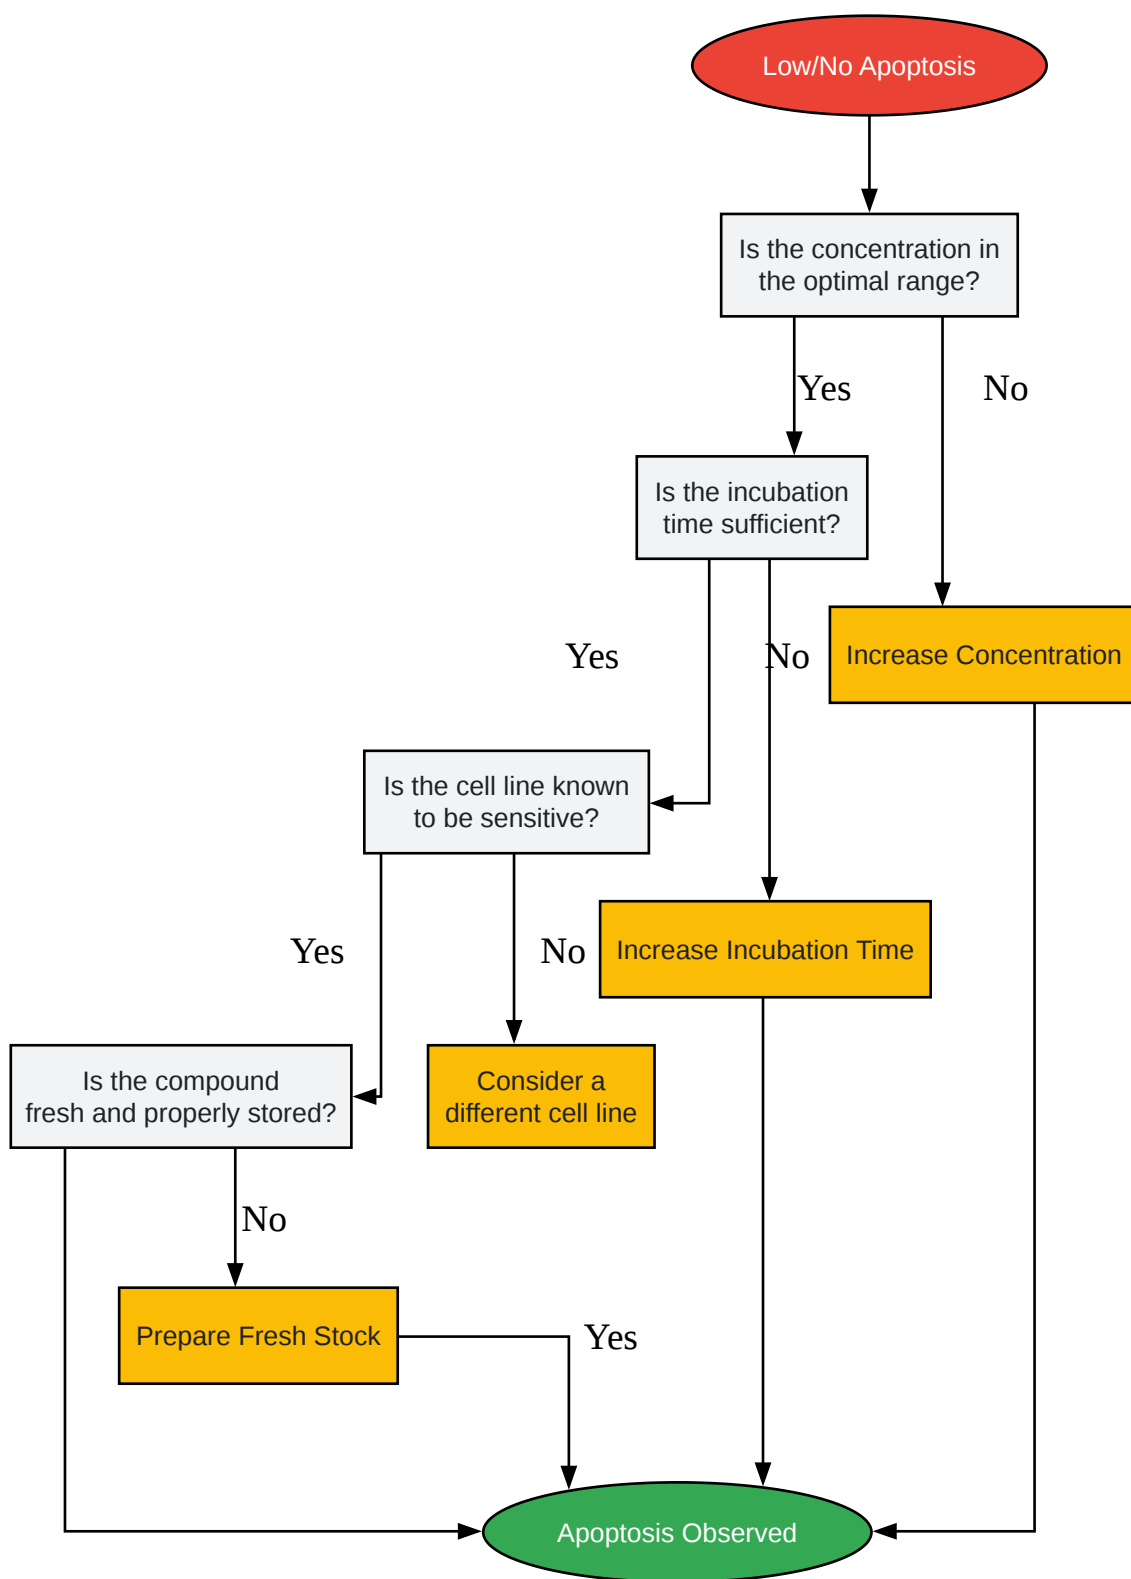 Low/No Apoptosis
Is the concentration in
the optimal range?
Yes
No
Is the incubation
time sufficient?
Yes
No
Increase Concentration
Is the cell line known
to be sensitive?
Yes
No
Increase Incubation Time
Is the compound
fresh and properly stored?
Consider a
different cell line
No
Prepare Fresh Stock
Yes
Apoptosis Observed